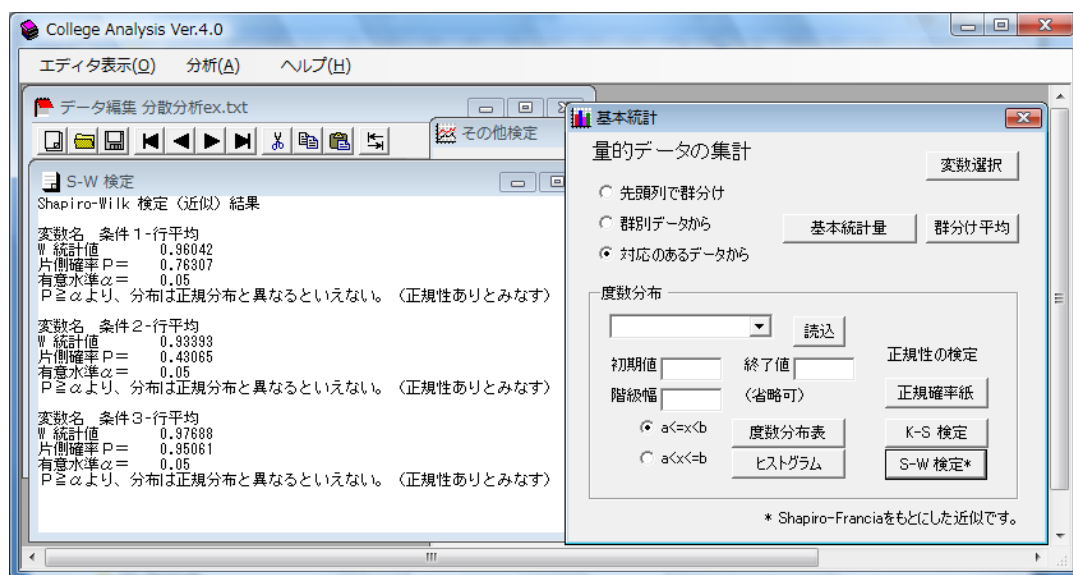 College Analysis Ver.4.0
エディタ表示(O) 分析(A) ヘルプ(H)
データ編集 分散分析ex.txt
その他検定
S-W 検定
Shapiro-Wilk 検定（近似）結果
変数名 条件１-行平均
W 統計値 0.96042
片側確率Ｐ＝ 0.76307
有意水準α＝ 0.05
Ｐ≧αより、分布は正規分布と異なるといえない。（正規性ありとみなす）
変数名 条件２-行平均
W 統計値 0.93393
片側確率Ｐ＝ 0.43065
有意水準α＝ 0.05
Ｐ≧αより、分布は正規分布と異なるといえない。（正規性ありとみなす）
変数名 条件３-行平均
W 統計値 0.97688
片側確率Ｐ＝ 0.95061
有意水準α＝ 0.05
Ｐ≧αより、分布は正規分布と異なるといえない。（正規性ありとみなす）
基本統計
量的データの集計
変数選択
先頭列で群分け
群別データから
基本統計量 群分け平均
対応のあるデータから
度数分布
読込
初期値 終了値
正規性の検定
階級幅 (省略可)
正規確率紙
a<=x<b
度数分布表
K-S 検定
a<x<=b
ヒストグラム
S-W 検定*
* Shapiro-Franciaをもとにした近似です。